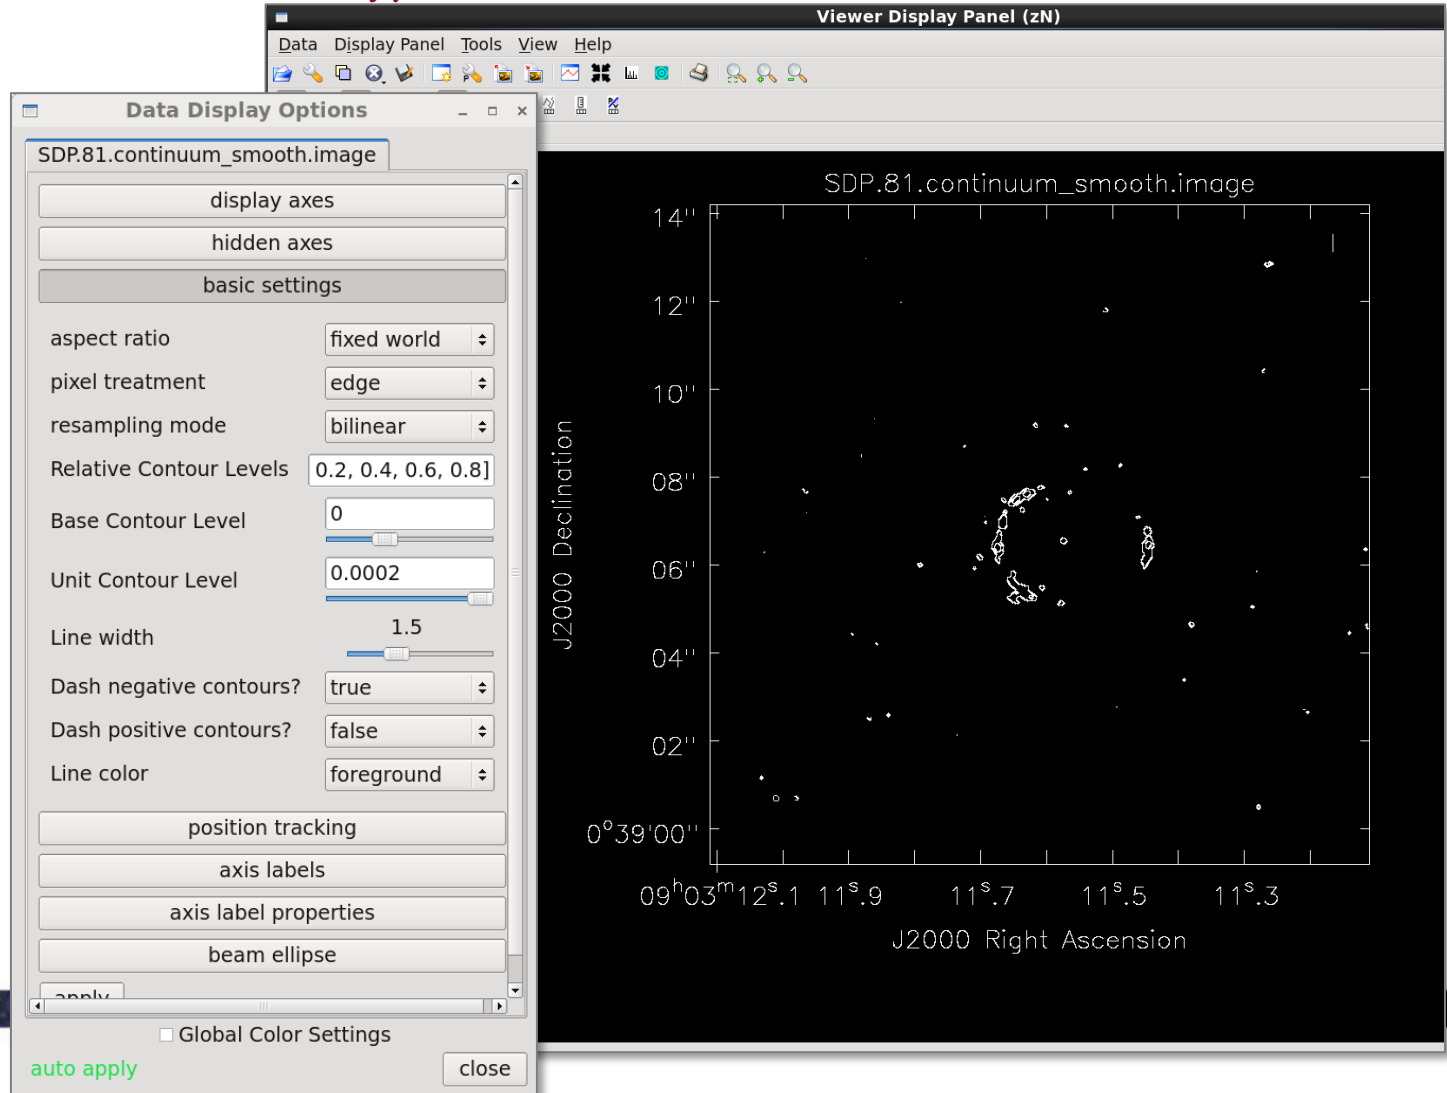 Viewer Display Panel (zN)
Data Display Panel Tools View Help
Data Display Options
SDP.81.continuum_smooth.image
display axes
hidden axes
basic settings
aspect ratio fixed world
pixel treatment edge
resampling mode bilinear
Relative Contour Levels 0.2, 0.4, 0.6, 0.8]
Base Contour Level 0
Unit Contour Level 0.0002
Line width 1.5
Dash negative contours? true
Dash positive contours? false
Line color foreground
position tracking
axis labels
axis label properties
beam ellipse
apply
Global Color Settings
auto apply close
SDP.81.continuum_smooth.image
14''
12''
10''
08''
06''
04''
02''
0°39'00''
J2000 Declination
09ʰ03ᵐ12ˢ.1 11ˢ.9 11ˢ.7 11ˢ.5 11ˢ.3
J2000 Right Ascension